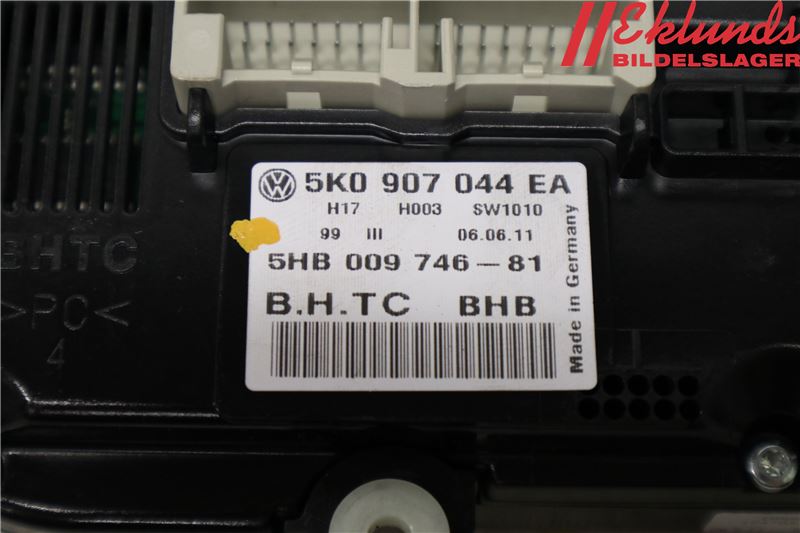 Eklunds
BILDELSLAGER
5K0 907 044 EA
H17 H003 SW1010
99 III 06.06.11
5HB 009 746-81
B.H.TC BHB
Made in Germany
BHTC
>PC<
4